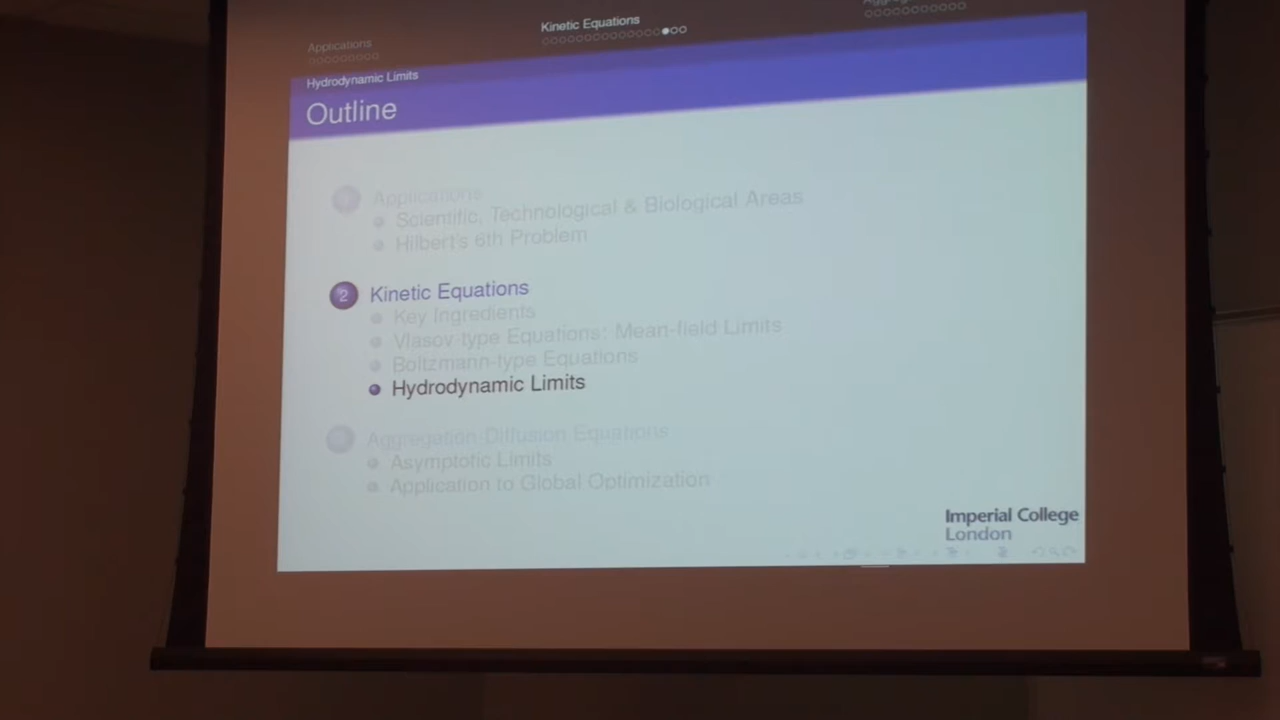 Applications
Kinetic Equations
Hydrodynamic Limits
Outline
Applications
Scientific, Technological & Biological Areas
Hilbert's 6th Problem
2 Kinetic Equations
Key Ingredients
Vlasov-type Equations: Mean-field Limits
Boltzmann-type Equations
Hydrodynamic Limits
Aggregation-Diffusion Equations
Asymptotic Limits
Application to Global Optimization
Imperial College
London